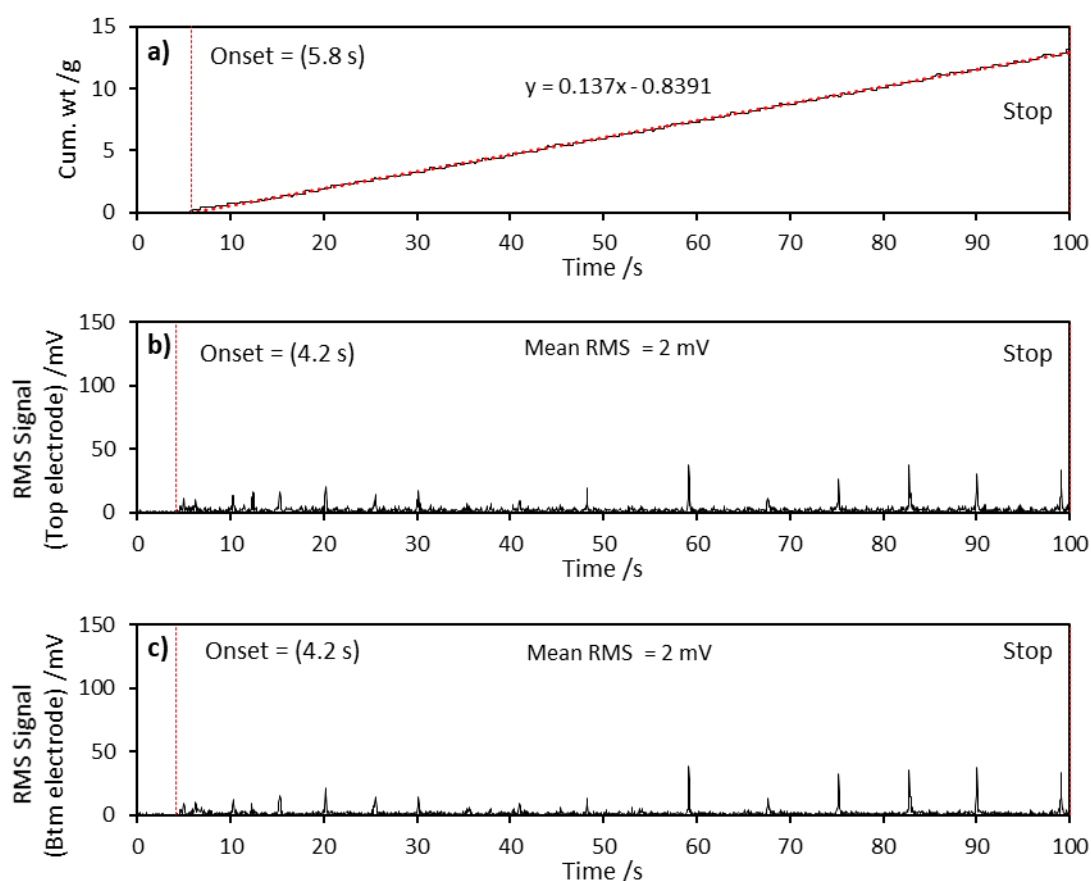 Cum. wt /g
15
10
5
0
a)
Onset = (5.8 s)
y = 0.137x - 0.8391
Stop
0 10 20 30 40 50 60 70 80 90 100
Time /s
RMS Signal
(Top electrode) /mV
150
100
50
0
b)
Onset = (4.2 s)
Mean RMS = 2 mV
Stop
0 10 20 30 40 50 60 70 80 90 100
Time /s
RMS Signal
(Btm electrode) /mV
150
100
50
0
c)
Onset = (4.2 s)
Mean RMS = 2 mV
Stop
0 10 20 30 40 50 60 70 80 90 100
Time /s